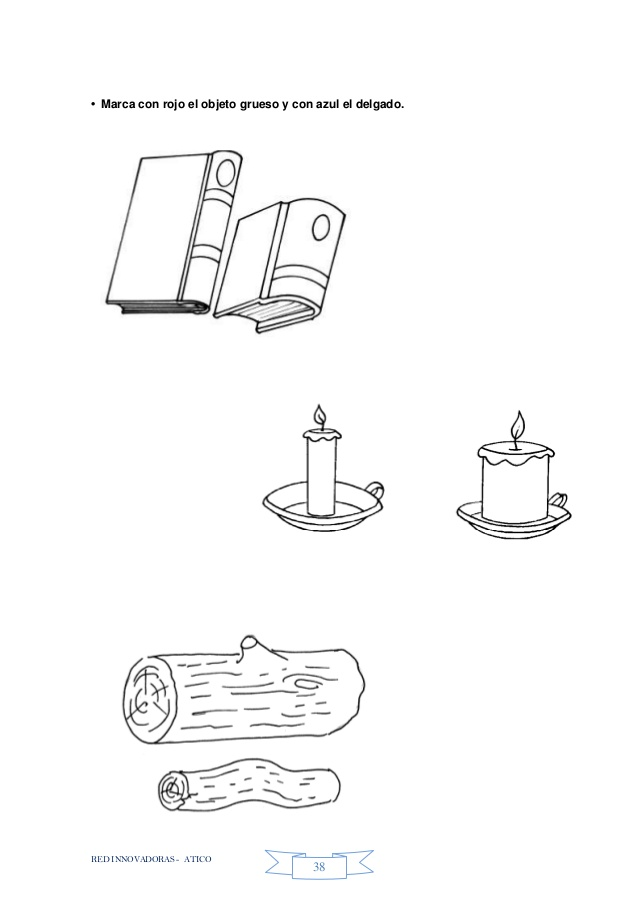 • Marca con rojo el objeto grueso y con azul el delgado.
RED INNOVADORAS - ATICO
38